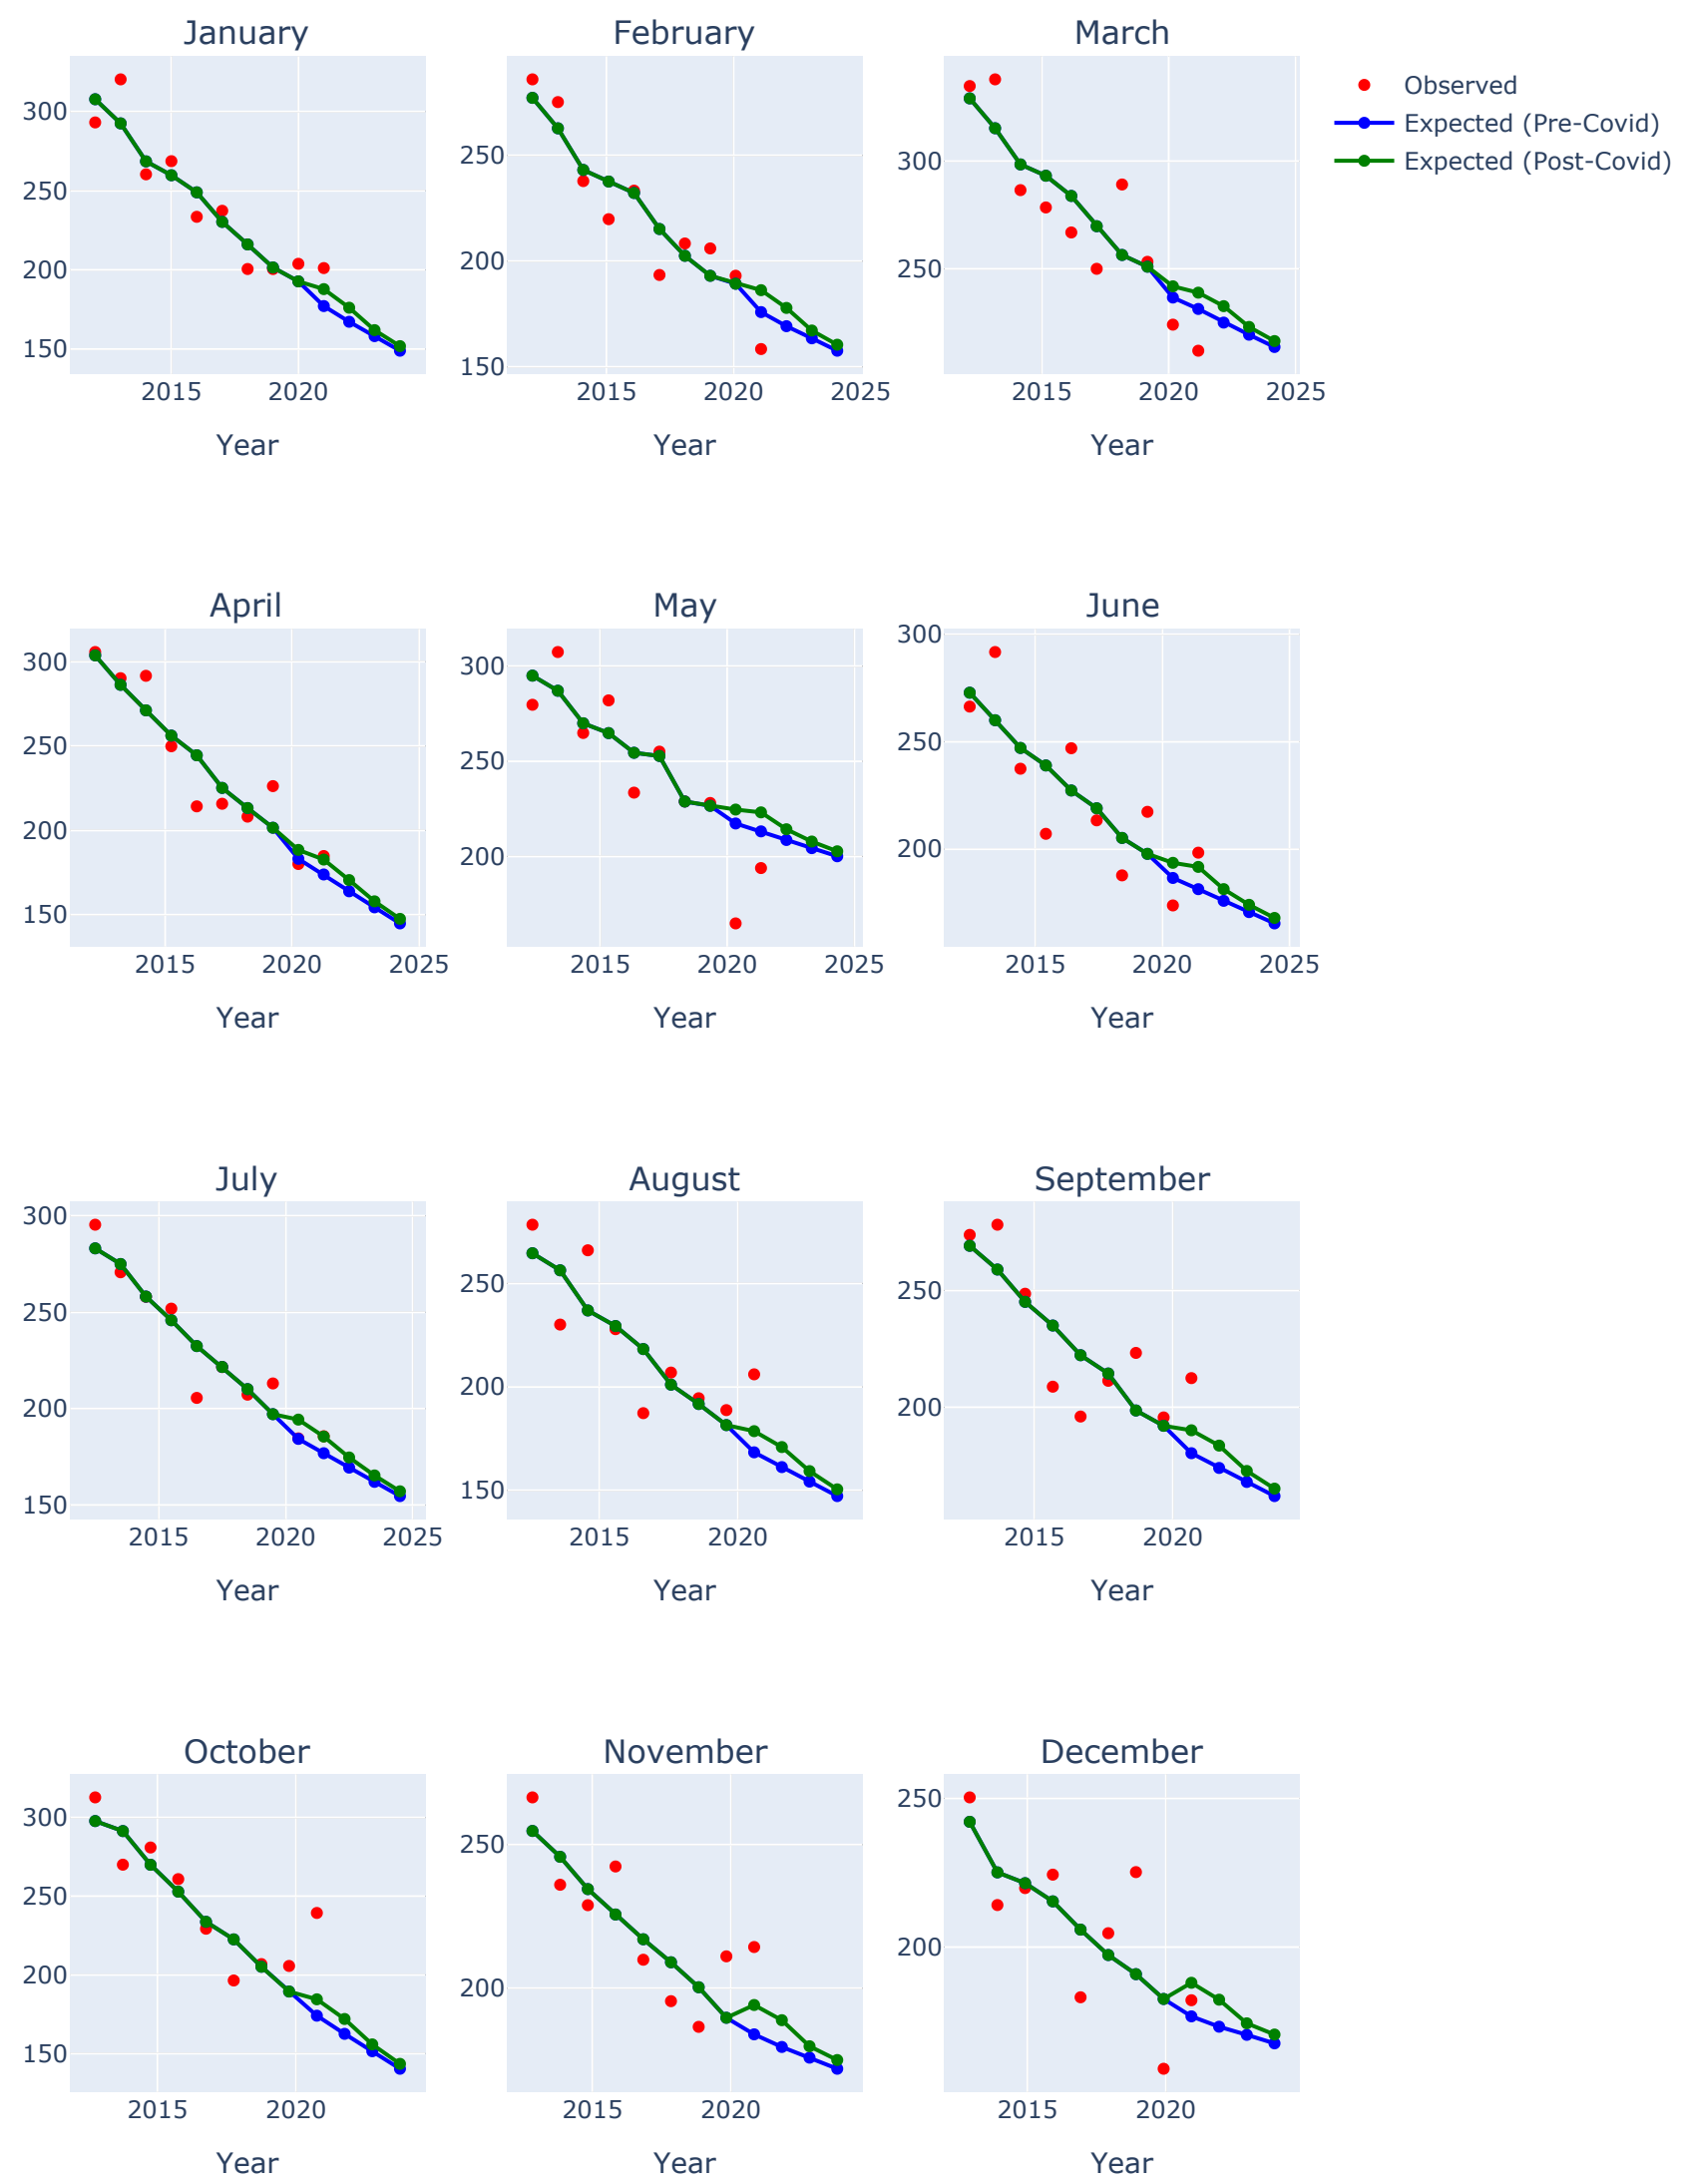 January
February
March
300
250
200
150
2015
2020
Year
250
200
150
2015
2020
2025
Year
300
250
2015
2020
2025
Year
Observed
Expected (Pre-Covid)
Expected (Post-Covid)
April
May
June
300
250
200
150
2015
2020
2025
Year
300
250
200
2015
2020
2025
Year
300
250
200
2015
2020
2025
Year
July
August
September
300
250
200
150
2015
2020
2025
Year
250
200
150
2015
2020
Year
250
200
2015
2020
Year
October
November
December
300
250
200
150
2015
2020
Year
250
200
2015
2020
Year
250
200
2015
2020
Year